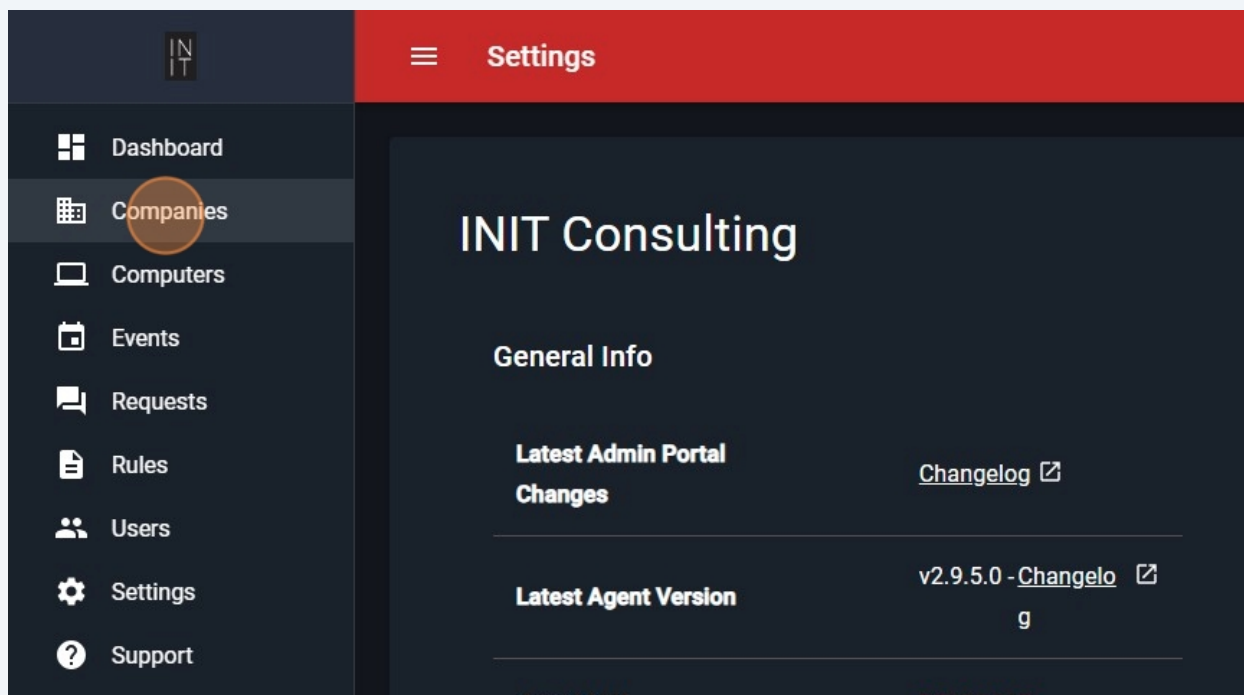 IN
IT
Settings
Dashboard
Companies
Computers
Events
Requests
Rules
Users
Settings
Support
INIT Consulting
General Info
Latest Admin Portal
Changes
Changelog
Latest Agent Version
v2.9.5.0 - Changelo
g